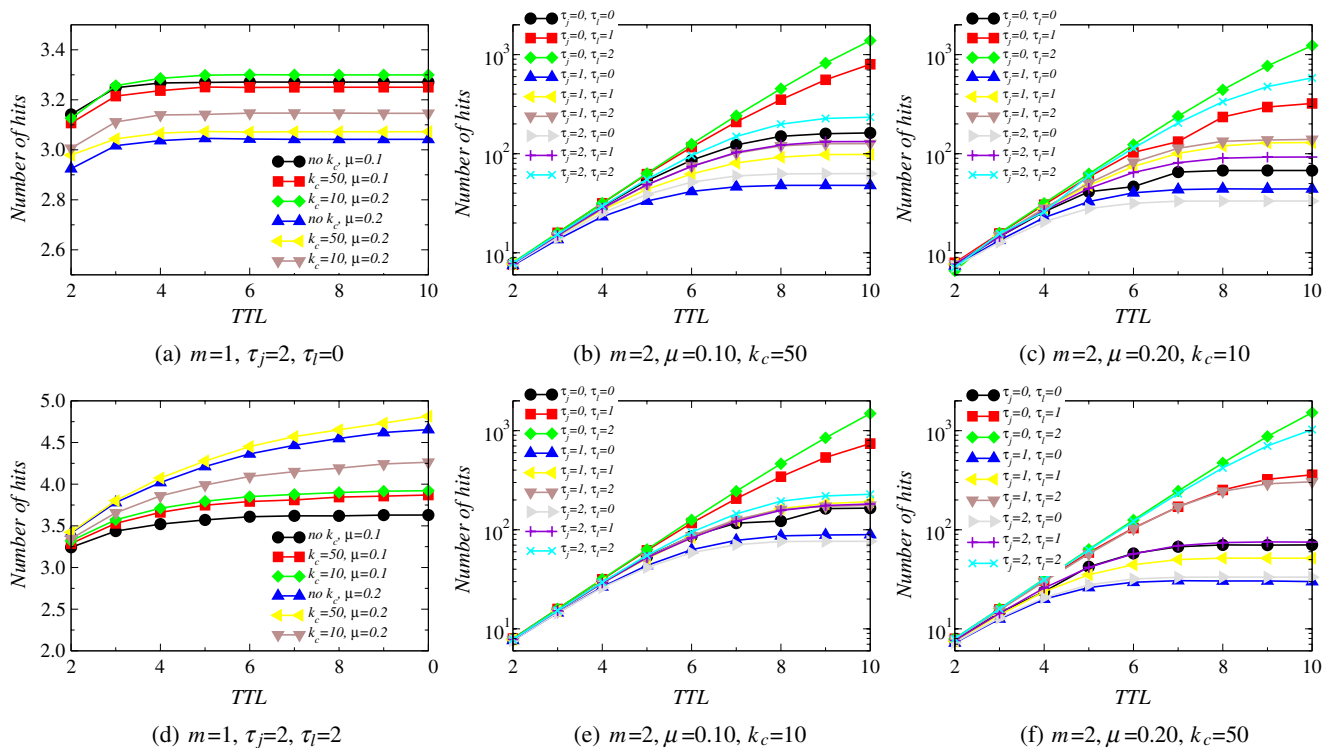 Number of hits
3.4
3.2
3.0
2.8
2.6
no k_c, μ=0.1
k_c=50, μ=0.1
k_c=10, μ=0.2
no k_c, μ=0.2
k_c=50, μ=0.2
k_c=10, μ=0.2
2 4 6 8 10
TTL
(a) m=1, τ_j=2, τ_l=0
Number of hits
10^3
10^2
10^1
τ_j=0, τ_l=0
τ_j=0, τ_l=1
τ_j=0, τ_l=2
τ_j=1, τ_l=0
τ_j=1, τ_l=1
τ_j=1, τ_l=2
τ_j=2, τ_l=0
τ_j=2, τ_l=1
τ_j=2, τ_l=2
2 4 6 8 10
TTL
(b) m=2, μ=0.10, k_c=50
Number of hits
10^3
10^2
10^1
τ_j=0, τ_l=0
τ_j=0, τ_l=1
τ_j=0, τ_l=2
τ_j=1, τ_l=0
τ_j=1, τ_l=1
τ_j=1, τ_l=2
τ_j=2, τ_l=0
τ_j=2, τ_l=1
τ_j=2, τ_l=2
2 4 6 8 10
TTL
(c) m=2, μ=0.20, k_c=10
Number of hits
5.0
4.5
4.0
3.5
3.0
2.5
2.0
no k_c, μ=0.1
k_c=50, μ=0.1
k_c=10, μ=0.1
no k_c, μ=0.2
k_c=50, μ=0.2
k_c=10, μ=0.2
2 4 6 8 0
TTL
(d) m=1, τ_j=2, τ_l=2
Number of hits
10^3
10^2
10^1
τ_j=0, τ_l=0
τ_j=0, τ_l=1
τ_j=0, τ_l=2
τ_j=1, τ_l=0
τ_j=1, τ_l=1
τ_j=1, τ_l=2
τ_j=2, τ_l=0
τ_j=2, τ_l=1
τ_j=2, τ_l=2
2 4 6 8 10
TTL
(e) m=2, μ=0.10, k_c=10
Number of hits
10^3
10^2
10^1
τ_j=0, τ_l=0
τ_j=0, τ_l=1
τ_j=0, τ_l=2
τ_j=1, τ_l=0
τ_j=1, τ_l=1
τ_j=1, τ_l=2
τ_j=2, τ_l=0
τ_j=2, τ_l=1
τ_j=2, τ_l=2
2 4 6 8 10
TTL
(f) m=2, μ=0.20, k_c=50